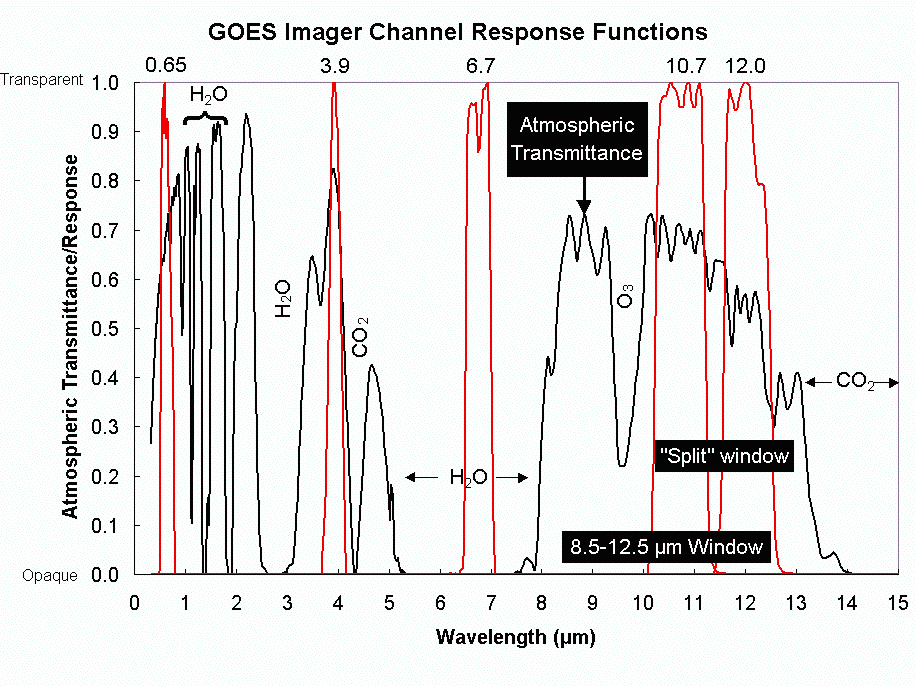 GOES Imager Channel Response Functions
0.65 3.9 6.7 10.7 12.0
Transparent
Opaque
Atmospheric Transmittance/Response
1.0
0.9
0.8
0.7
0.6
0.5
0.4
0.3
0.2
0.1
0.0
H₂O
H₂O
CO₂
H₂O
Atmospheric
Transmittance
O₃
CO₂
"Split" window
8.5-12.5 µm Window
0 1 2 3 4 5 6 7 8 9 10 11 12 13 14 15
Wavelength (µm)